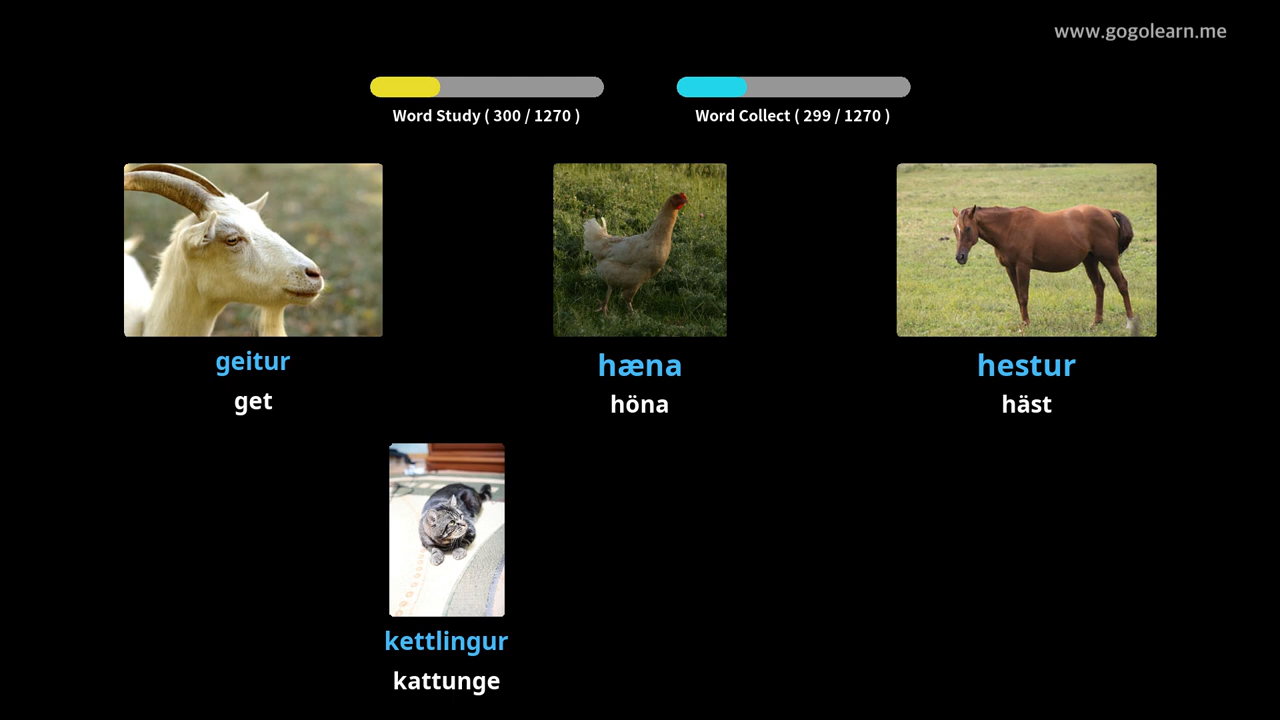 www.gogolearn.me
Word Study ( 300 / 1270 )
Word Collect ( 299 / 1270 )
geitur
get
hæna
höna
hestur
häst
kettlingur
kattunge